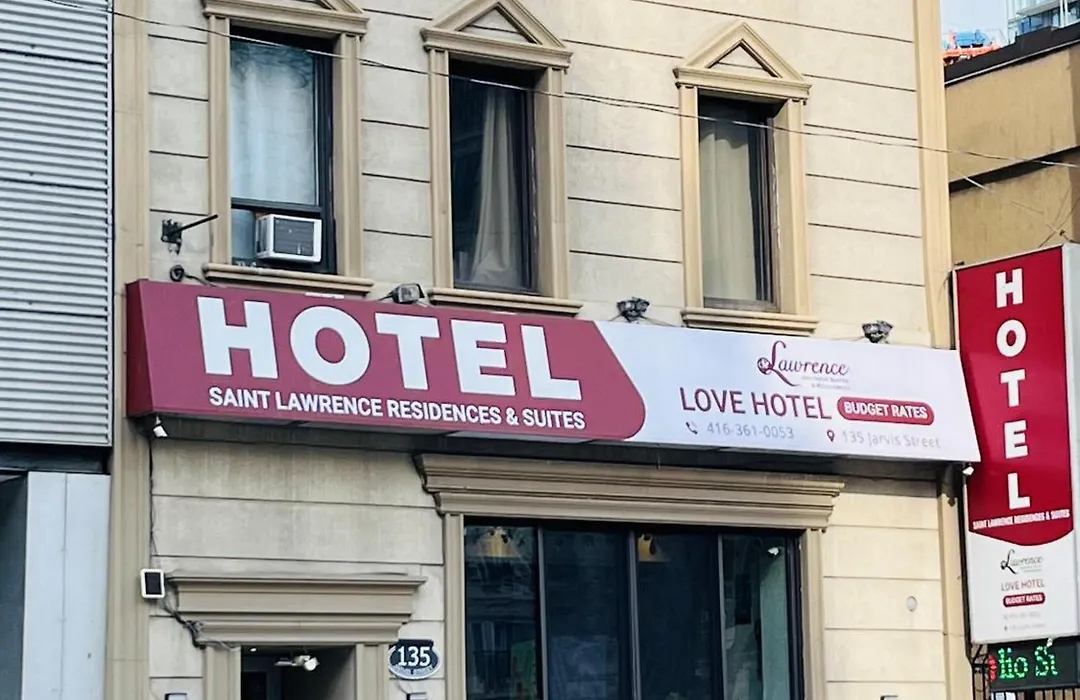 HOTEL
SAINT LAWRENCE RESIDENCES & SUITES
Lawrence
LOVE HOTEL BUDGET RATES
416-361-0053 135 Jarvis Street
HOTEL
SAINT LAWRENCE RESIDENCES & SUITES
Lawrence
LOVE HOTEL
BUDGET RATES
135